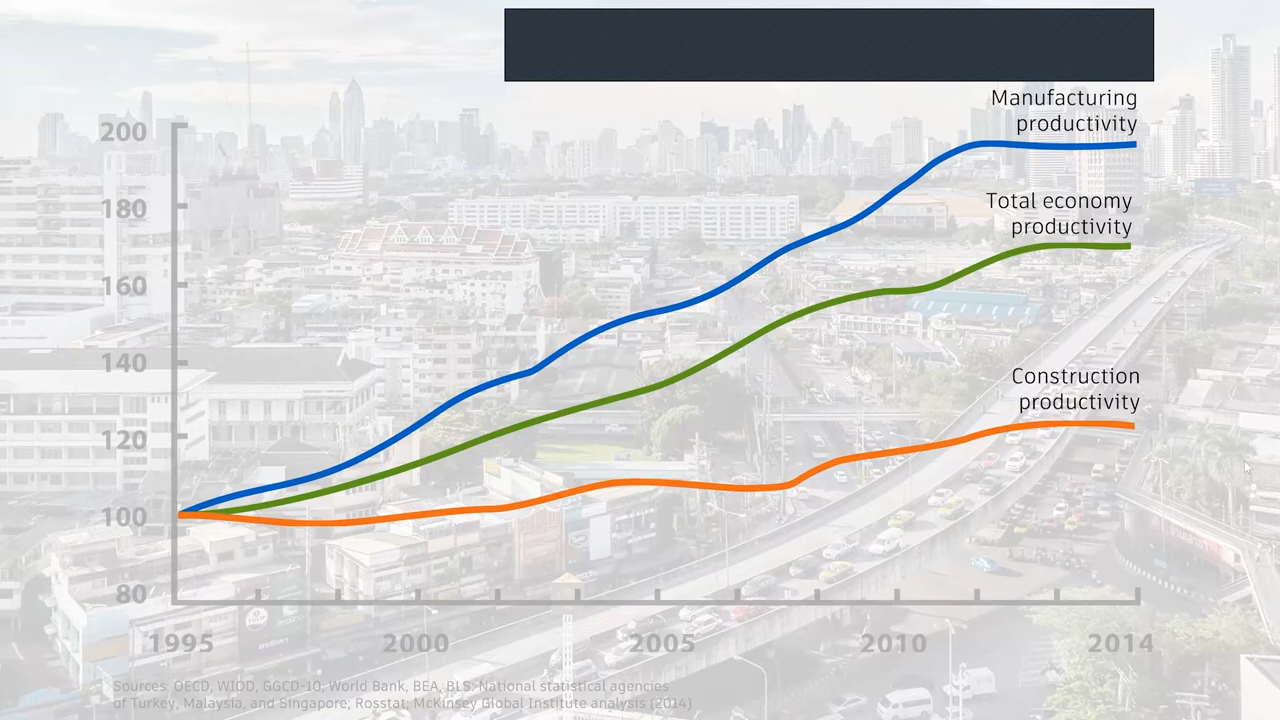 Manufacturing
productivity
Total economy
productivity
Construction
productivity
200
180
160
140
120
100
80
1995
2000
2005
2010
2014
Sources: OECD, WIOD, GGCD-10; World Bank, BEA, BLS: National statistical agencies
of Turkey, Malaysia, and Singapore; Rosstat; McKinsey Global Institute analysis (2014)